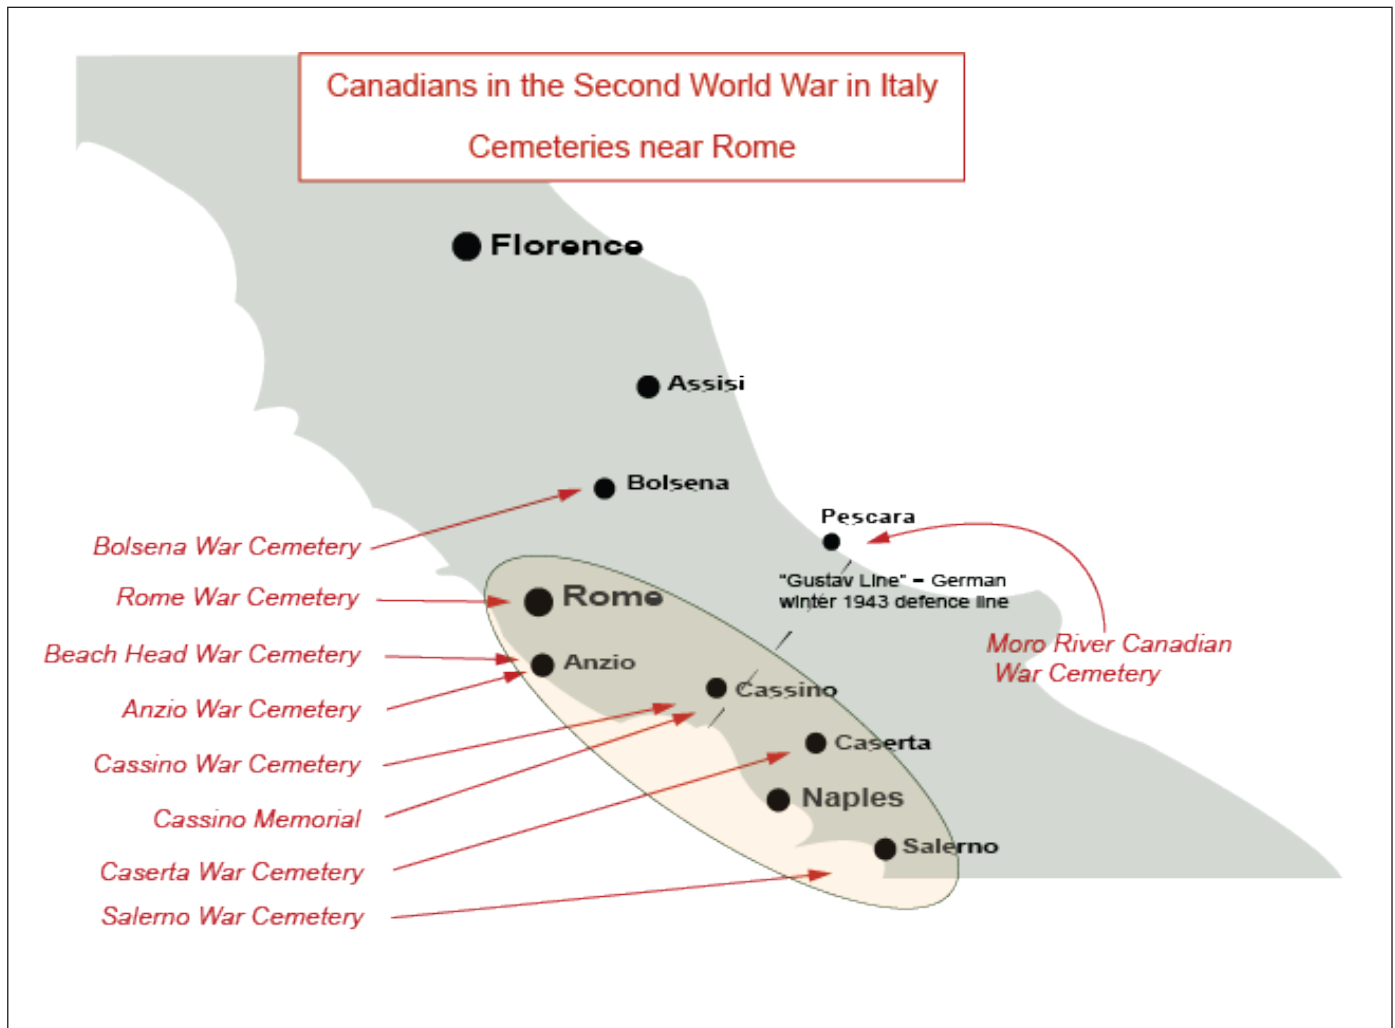 Canadians in the Second World War in Italy
Cemeteries near Rome
Florence
Assisi
Bolsena
Pescara
Bolsena War Cemetery
"Gustav Line" – German
winter 1943 defence line
Rome War Cemetery
Rome
Moro River Canadian
War Cemetery
Beach Head War Cemetery
Anzio
Cassino
Anzio War Cemetery
Caserta
Cassino War Cemetery
Naples
Cassino Memorial
Salerno
Caserta War Cemetery
Salerno War Cemetery